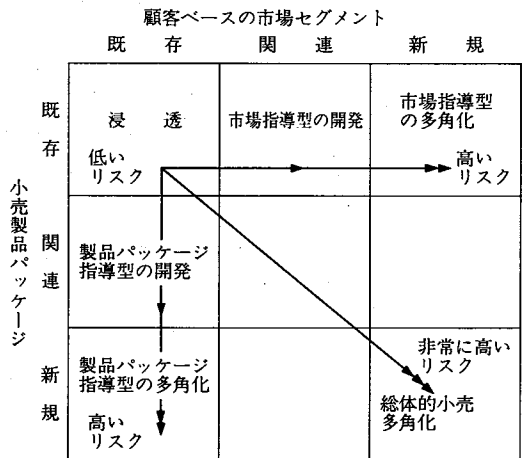 顧客ベースの市場セグメント
既存
関連
新規
小売製品パッケージ
既存
浸透
市場指導型の開発
市場指導型
の多角化
低い
リスク
高い
リスク
関連
製品パッケージ
指導型の開発
新規
製品パッケージ
指導型の多角化
高い
リスク
非常に高い
リスク
総体的小売
多角化